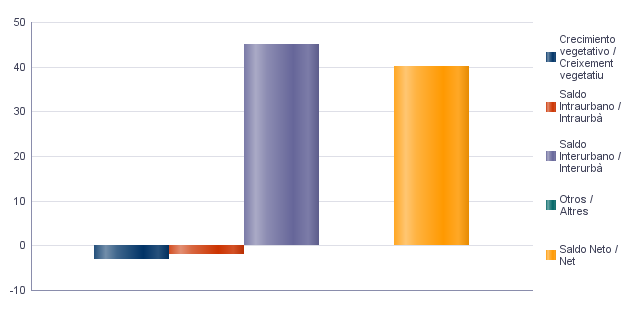 50
40
30
20
10
0
-10
Crecimiento
vegetativo /
Creixement
vegetatiu
Saldo
Intraurbano /
Intraurbà
Saldo
Interurbano /
Interurbà
Otros /
Altres
Saldo Neto /
Net